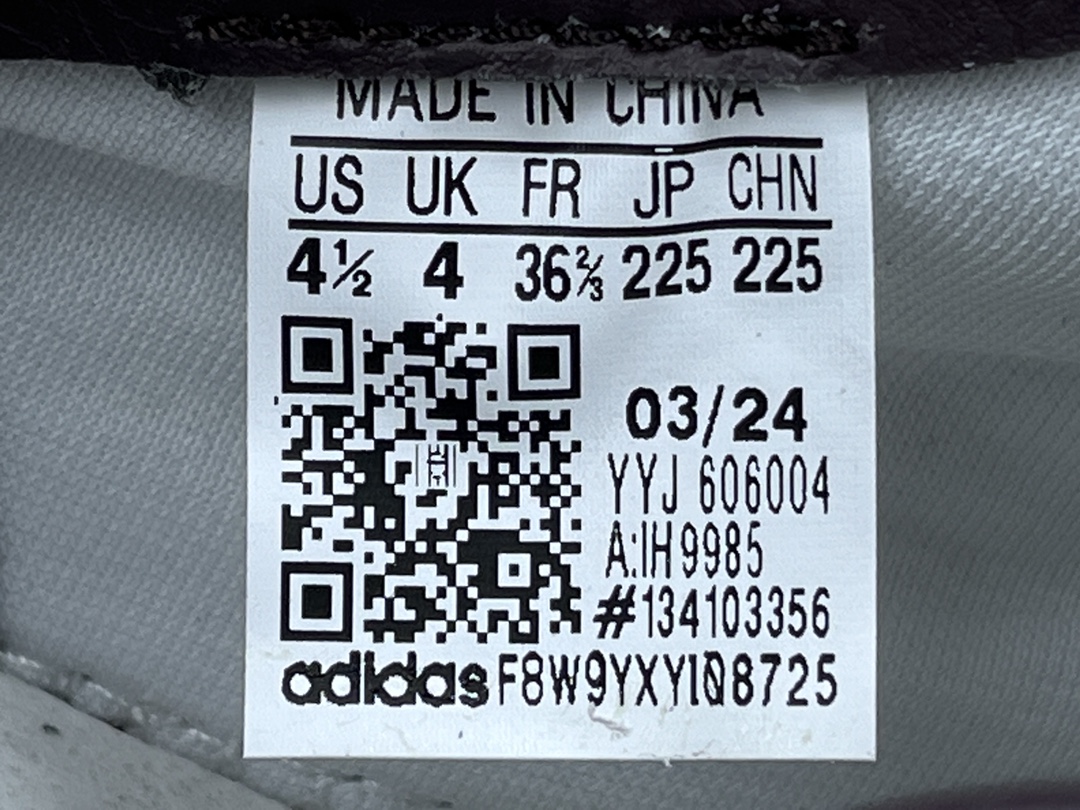 MADE IN CHINA
US UK FR JP CHN
4½ 4 36⅔ 225 225
03/24
YYJ 606004
A:IH9985
#134103356
adidas F8W9YXYI08725